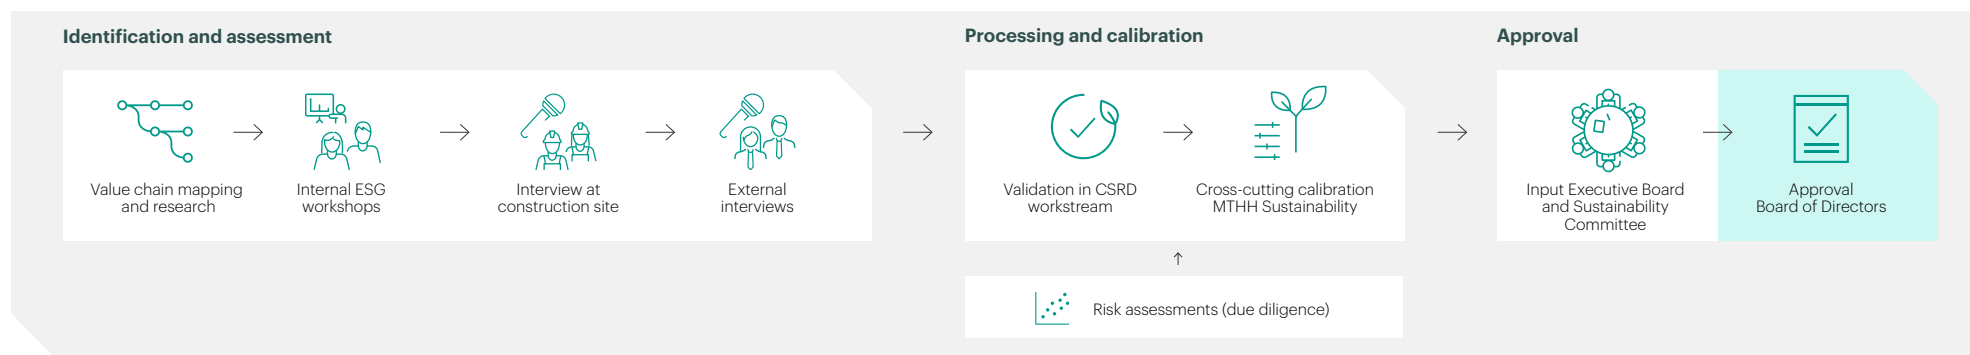 Identification and assessment
Value chain mapping
and research
Internal ESG
workshops
Interview at
construction site
External
interviews
Processing and calibration
Validation in CSRD
workstream
Cross-cutting calibration
MTHH Sustainability
Risk assessments (due diligence)
Approval
Input Executive Board
and Sustainability
Committee
Approval
Board of Directors